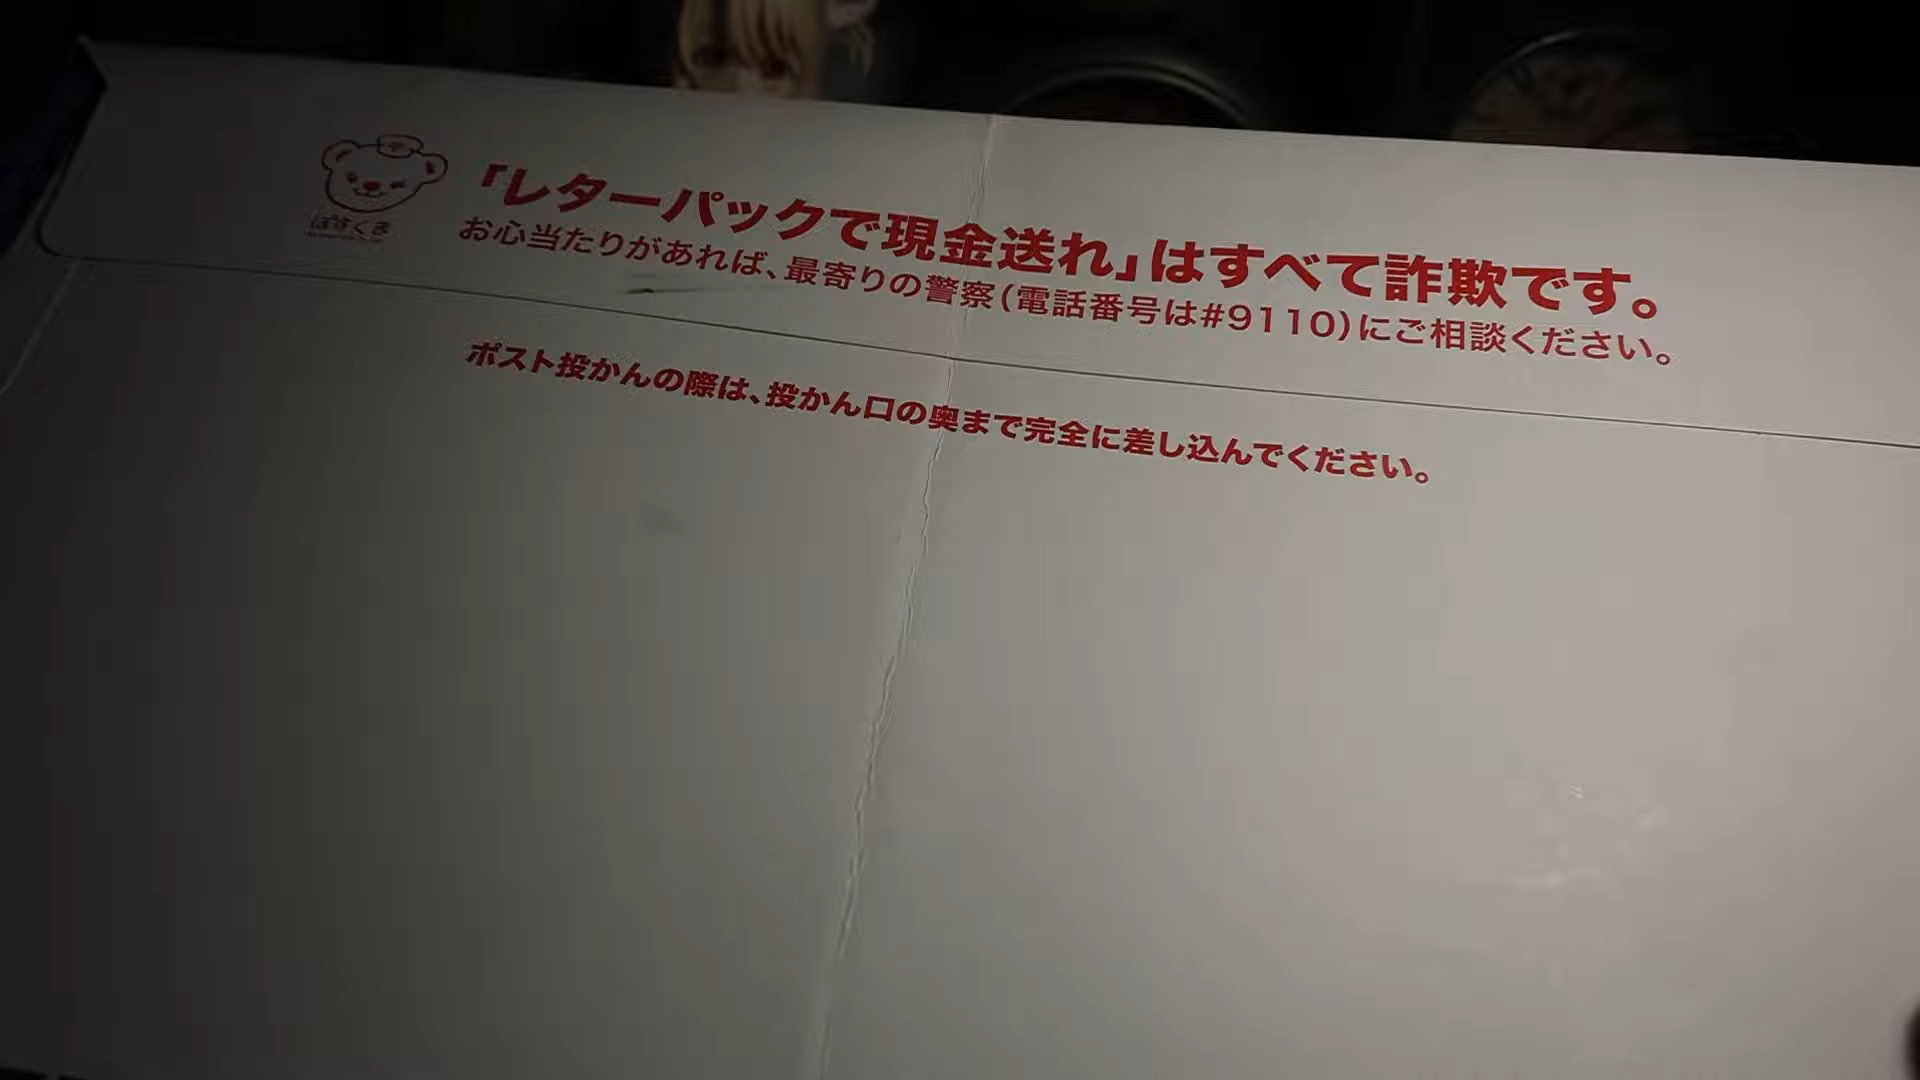 ぽすくま
「レターパックで現金送れ」はすべて詐欺です。
お心当たりがあれば、最寄りの警察(電話番号は#9110)にご相談ください。
ポスト投かんの際は、投かん口の奥まで完全に差し込んでください。